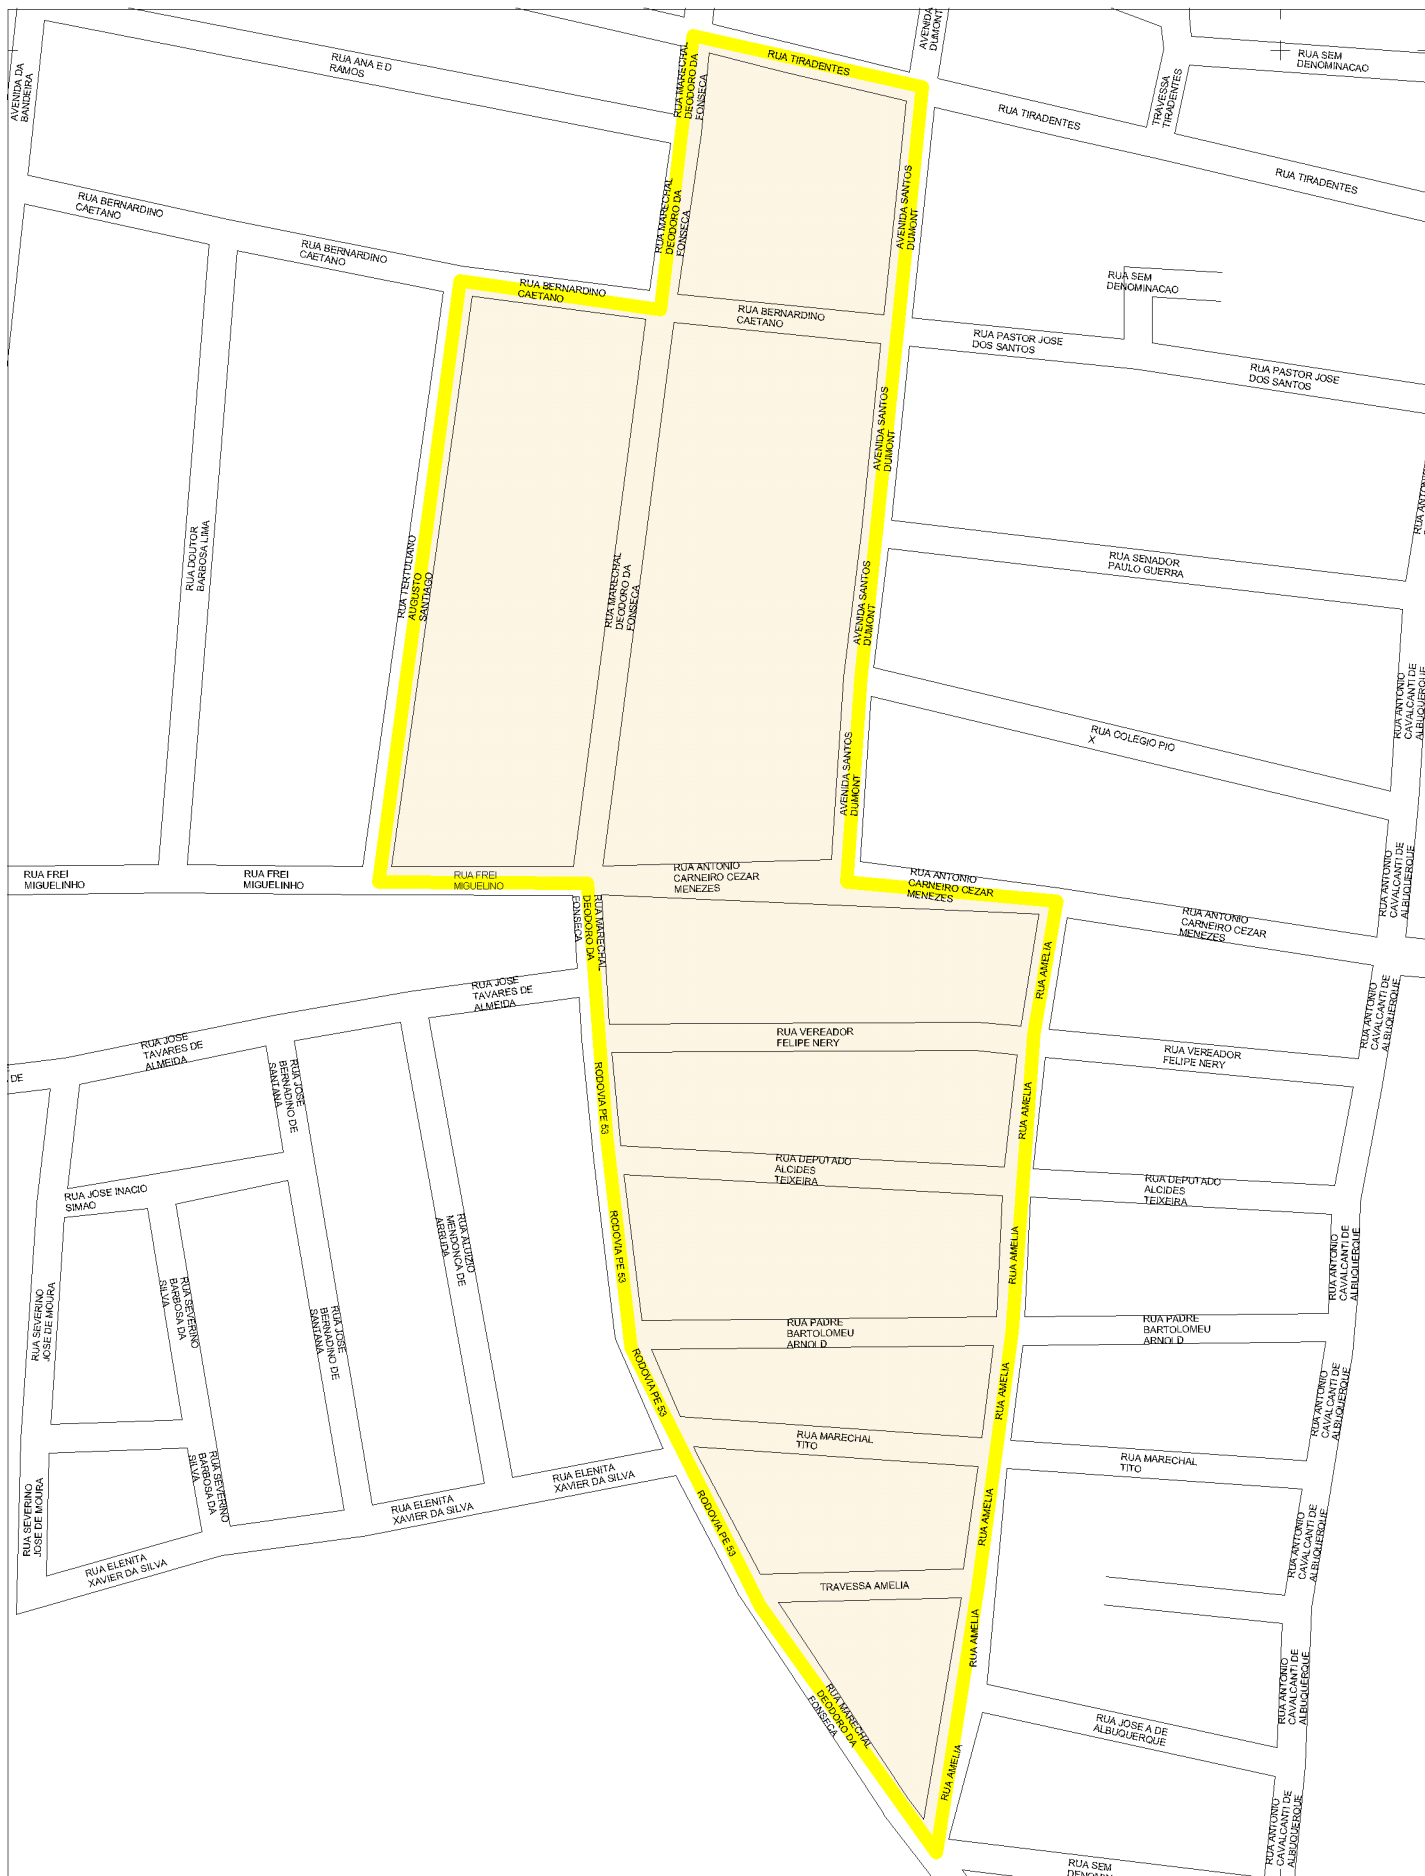 AVENIDA
DUMONT
RUA MARECHAL
DEODORO DA
FONSECA
RUA TIRADENTES
RUA SEM
DENOMINACAO
RUA ANA E D
RAMOS
AVENIDA DA
BANDEIRA
TRAVESSA
TIRADENTES
RUA TIRADENTES
RUA TIRADENTES
RUA BERNARDINO
CAETANO
RUA MARECHAL
DEODORO DA
FONSECA
AVENIDA SANTOS
DUMONT
RUA BERNARDINO
CAETANO
RUA SEM
DENOMINACAO
RUA BERNARDINO
CAETANO
RUA BERNARDINO
CAETANO
RUA PASTOR JOSE
DOS SANTOS
RUA PASTOR JOSE
DOS SANTOS
AVENIDA SANTOS
DUMONT
RUA ANTONIO
RUA DOUTOR
BARBOSA LIMA
RUA TERTULIANO
AUGUSTO
SANTIAGO
RUA MARECHAL
DEODORO DA
FONSECA
AVENIDA SANTOS
DUMONT
RUA SENADOR
PAULO GUERRA
RUA ANTONIO
CAVALCANTI DE
ALBUQUERQUE
RUA COLEGIO PIO
X
AVENIDA SANTOS
DUMONT
RUA FREI
MIGUELINHO
RUA FREI
MIGUELINHO
RUA FREI
MIGUELINO
RUA ANTONIO
CARNEIRO CEZAR
MENEZES
RUA ANTONIO
CARNEIRO CEZAR
MENEZES
RUA ANTONIO
CAVALCANTI DE
ALBUQUERQUE
RUA ANTONIO
CARNEIRO CEZAR
MENEZES
RUA MARECHAL
DEODORO DA
FONSECA
RUA AMELIA
RUA JOSE
TAVARES DE
ALMEIDA
RUA ANTONIO
CAVALCANTI DE
ALBUQUERQUE
RUA VEREADOR
FELIPE NERY
RUA VEREADOR
FELIPE NERY
RUA JOSE
TAVARES DE
ALMEIDA
DE
RUA JOSE
BERNADINO DE
SANTANA
RODOVIA PE 53
RUA AMELIA
RUA DEPUTADO
ALCIDES
TEIXEIRA
RUA DEPUTADO
ALCIDES
TEIXEIRA
RUA JOSE INACIO
SIMAO
RUA ALUIZIO
MENDONCA DE
ARRUDA
RODOVIA PE 53
RUA AMELIA
RUA ANTONIO
CAVALCANTI DE
ALBUQUERQUE
RUA SEVERINO
JOSE DE MOURA
RUA SEVERINO
BARBOSA DA
SILVA
RUA JOSE
BERNADINO DE
SANTANA
RUA PADRE
BARTOLOMEU
ARNOLD
RUA PADRE
BARTOLOMEU
ARNOLD
RODOVIA PE 53
RUA AMELIA
RUA ANTONIO
CAVALCANTI DE
ALBUQUERQUE
RUA MARECHAL
TITO
RUA MARECHAL
TITO
RUA SEVERINO
JOSE DE MOURA
RUA SEVERINO
BARBOSA DA
SILVA
RUA ELENITA
XAVIER DA SILVA
RUA ELENITA
XAVIER DA SILVA
RUA ELENITA
XAVIER DA SILVA
RODOVIA PE 53
RUA AMELIA
RUA ANTONIO
CAVALCANTI DE
ALBUQUERQUE
TRAVESSA AMELIA
RUA AMELIA
RUA ANTONIO
CAVALCANTI DE
ALBUQUERQUE
RUA MARECHAL
DEODORO DA
FONSECA
RUA JOSE A DE
ALBUQUERQUE
RUA AMELIA
RUA ANTONIO
CAVALCANTI DE
ALBUQUERQUE
RUA SEM